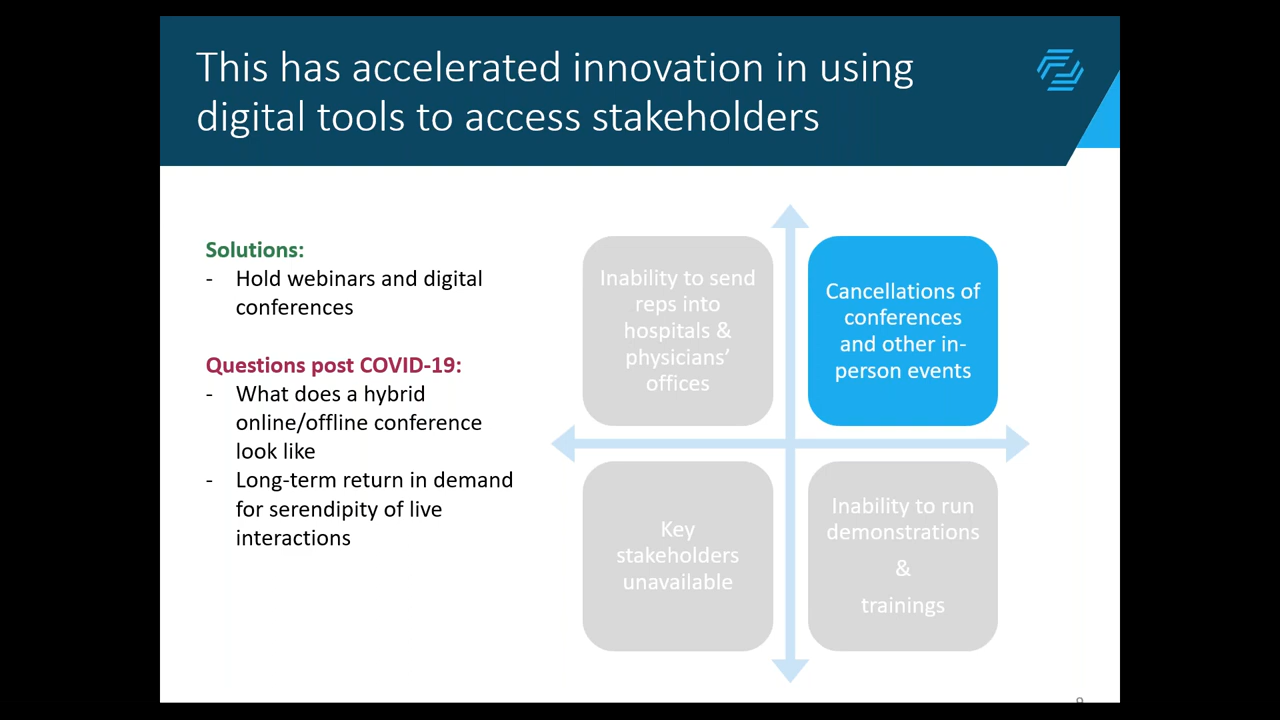 This has accelerated innovation in using
digital tools to access stakeholders
Solutions:
- Hold webinars and digital
conferences
Questions post COVID-19:
- What does a hybrid
online/offline conference
look like
- Long-term return in demand
for serendipity of live
interactions
Inability to send
reps into
hospitals &
physicians’
offices
Cancellations of
conferences
and other in-
person events
Key
stakeholders
unavailable
Inability to run
demonstrations
&
trainings